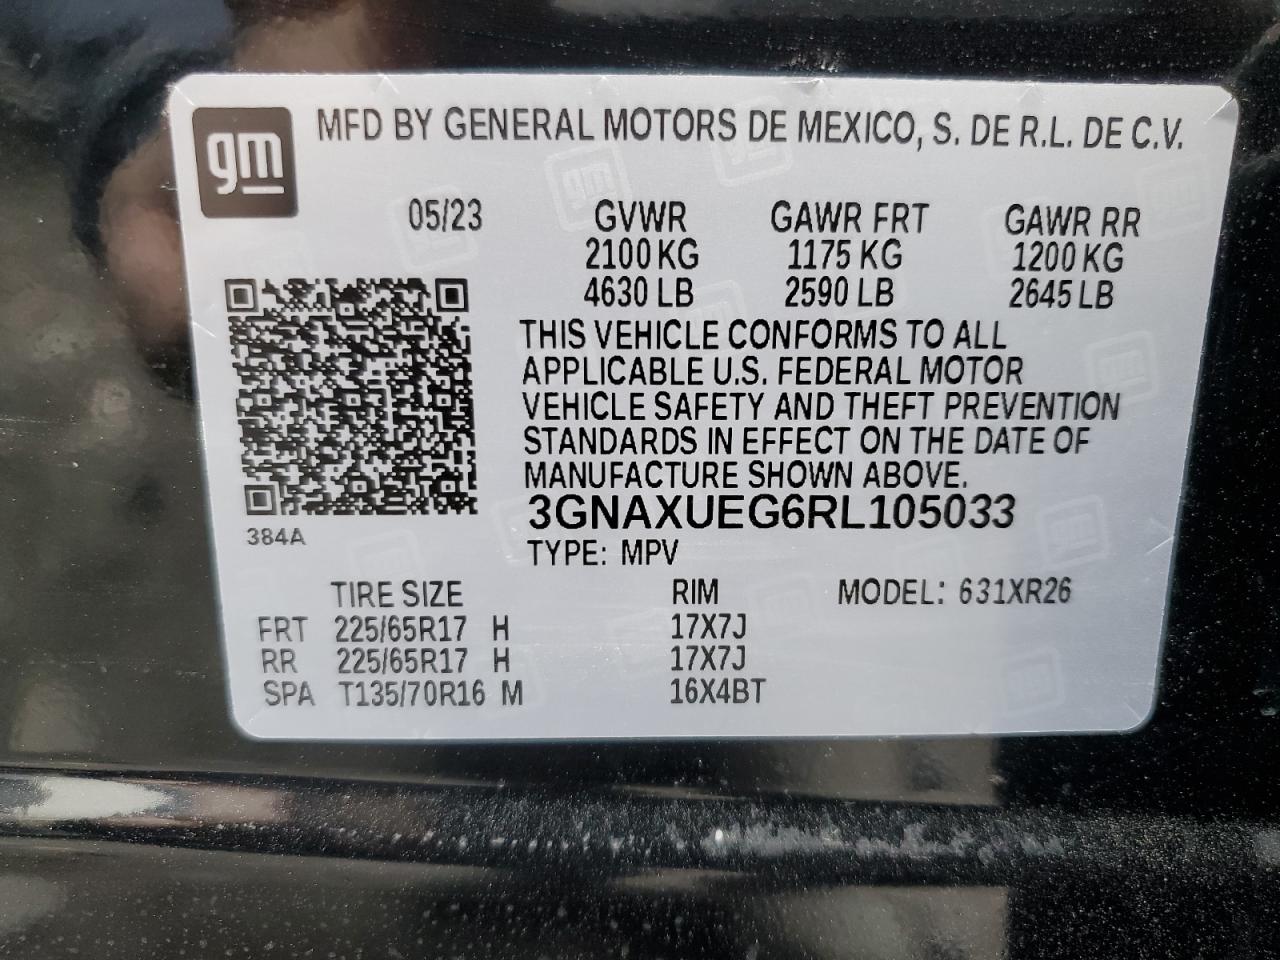 gm
MFD BY GENERAL MOTORS DE MEXICO, S. DE R.L. DE C.V.
05/23 GVWR GAWR FRT GAWR RR
2100 KG 1175 KG 1200 KG
4630 LB 2590 LB 2645 LB
THIS VEHICLE CONFORMS TO ALL
APPLICABLE U.S. FEDERAL MOTOR
VEHICLE SAFETY AND THEFT PREVENTION
STANDARDS IN EFFECT ON THE DATE OF
MANUFACTURE SHOWN ABOVE.
3GNAXUEG6RL105033
384A
TYPE: MPV
TIRE SIZE RIM MODEL: 631XR26
FRT 225/65R17 H 17X7J
RR 225/65R17 H 17X7J
SPA T135/70R16 M 16X4BT